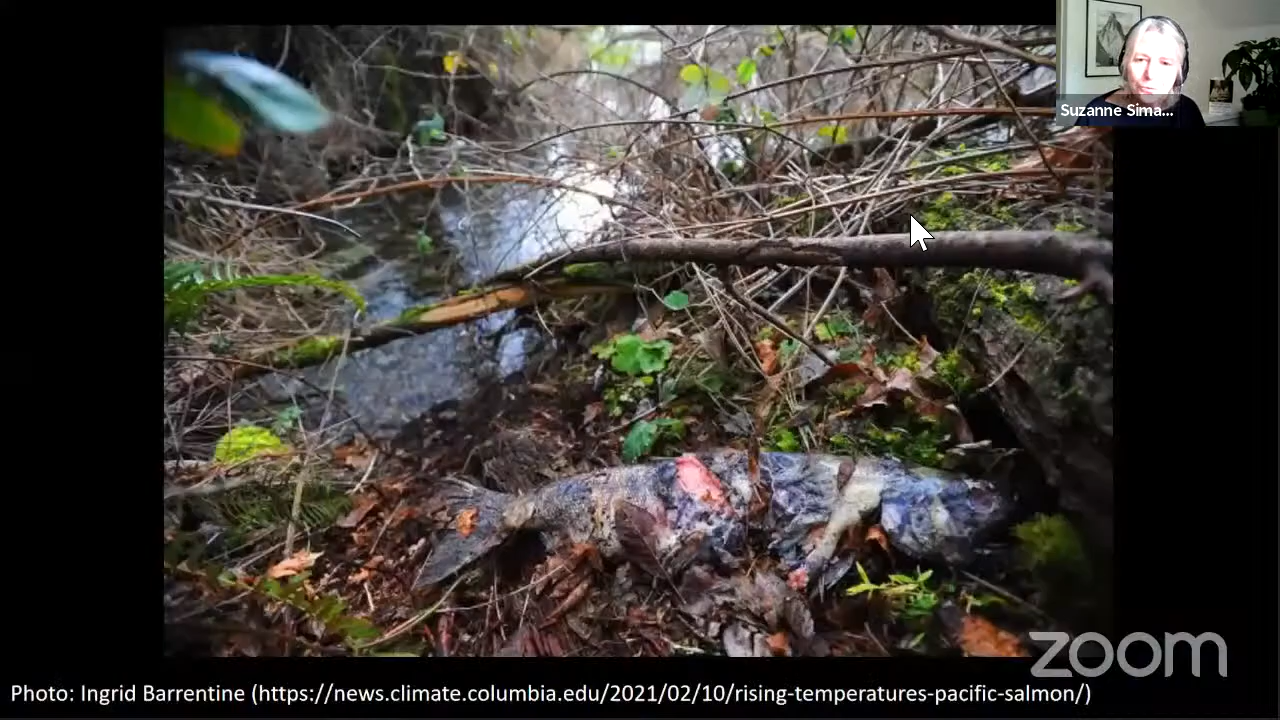 Suzanne Sima...
zoom
Photo: Ingrid Barrentine (https://news.climate.columbia.edu/2021/02/10/rising-temperatures-pacific-salmon/)